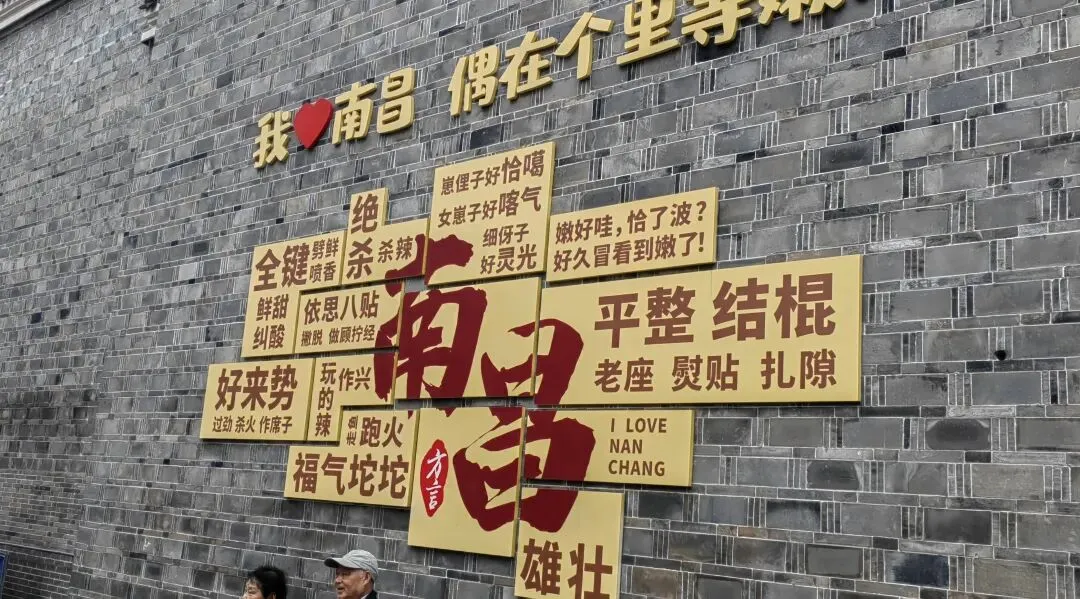 我❤南昌 偶在个里等嫩
崽俚子好恰噶
女崽子好喀气
细伢子
好灵光
嫩好哇，恰了波？
好久冒看到嫩了!
绝杀 杀辣
全键 劈鲜喷香
鲜甜
纠酸
依思八贴
撇脱 做顾拧经
南昌
方言
平整 结棍
老座 熨贴 扎隙
好来势
过劲 杀火 作席子
玩的辣
作兴
跑火
福气坨坨
I LOVE
NAN
CHANG
雄壮